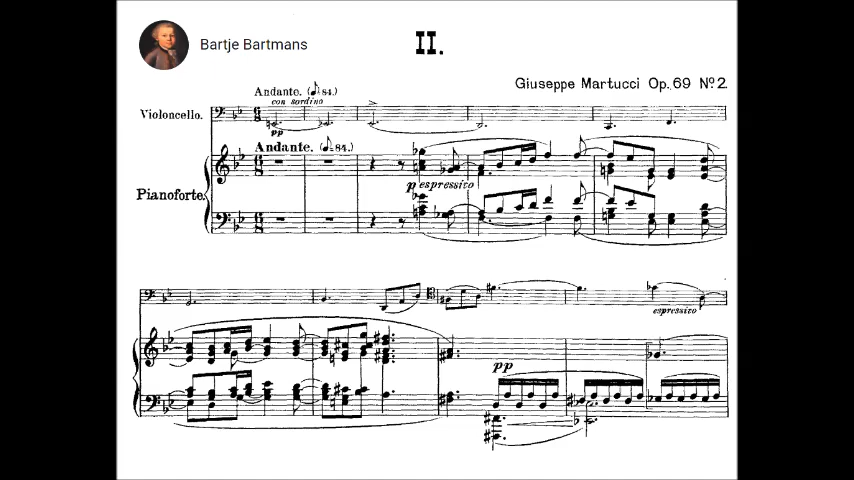 Bartje Bartmans
II.
Giuseppe Martucci Op. 69 Nº 2.
Andante. (♪=84.)
con sordino
Violoncello.
pp
Andante. (♪=84.)
p espressivo
Pianoforte.
espressivo
pp